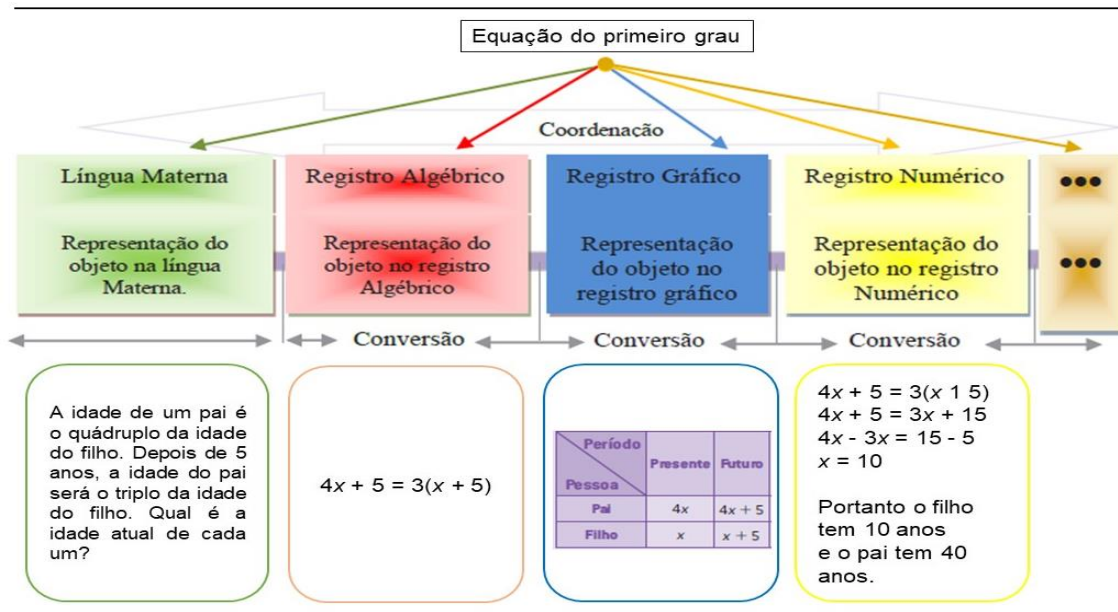 Equação do primeiro grau
Coordenação
Língua Materna
Registro Algébrico
Registro Gráfico
Registro Numérico
●●●
Representação do
objeto na língua
Materna.
Representação do
objeto no registro
Algébrico
Representação
do objeto no
registro gráfico
Representação do
objeto no registro
Numérico
●●●
Conversão
Conversão
Conversão
A idade de um pai é
o quádruplo da idade
do filho. Depois de 5
anos, a idade do pai
será o triplo da idade
do filho. Qual é a
idade atual de cada
um?
4x + 5 = 3(x + 5)
Período
Pessoa
Presente Futuro
Pai 4x 4x + 5
Filho x x + 5
4x + 5 = 3(x 1 5)
4x + 5 = 3x + 15
4x - 3x = 15 - 5
x = 10
Portanto o filho
tem 10 anos
e o pai tem 40
anos.